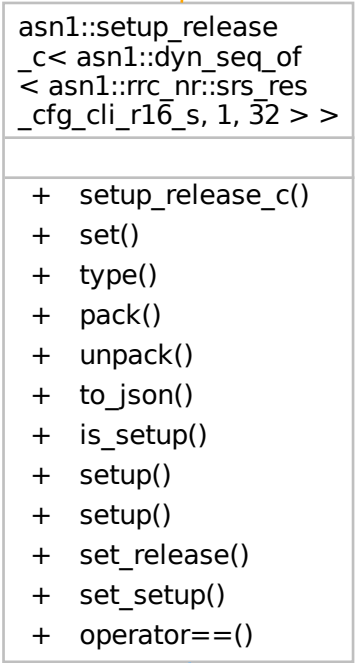 asn1::setup_release
_c< asn1::dyn_seq_of
< asn1::rrc_nr::srs_res
_cfg_cli_r16_s, 1, 32 > >
+ setup_release_c()
+ set()
+ type()
+ pack()
+ unpack()
+ to_json()
+ is_setup()
+ setup()
+ setup()
+ set_release()
+ set_setup()
+ operator==()